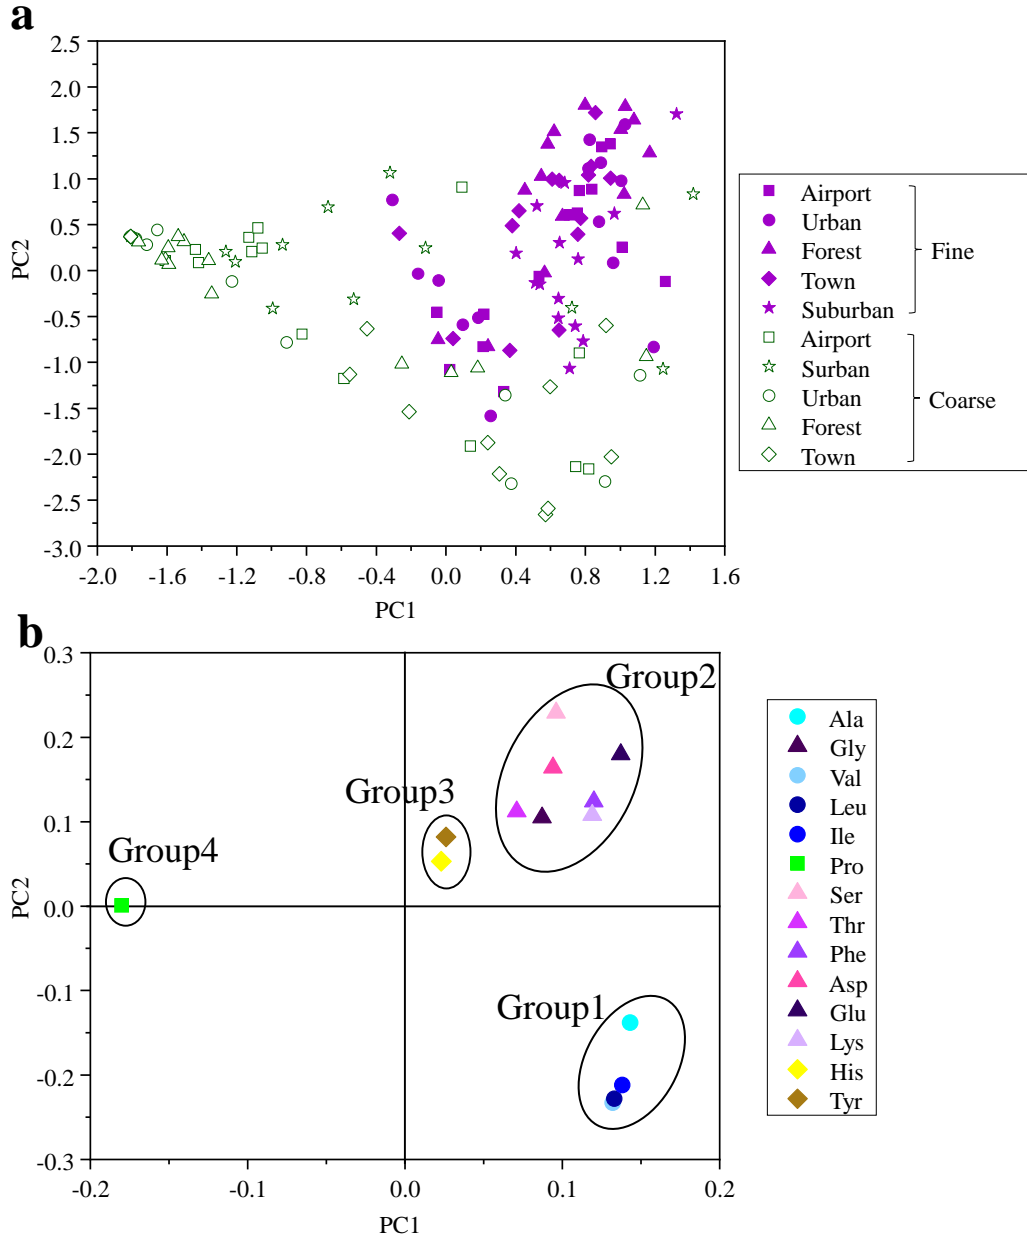 a
2.5
2.0
1.5
1.0
0.5
0.0
-0.5
-1.0
-1.5
-2.0
-2.5
-3.0
PC2
-2.0 -1.6 -1.2 -0.8 -0.4 0.0 0.4 0.8 1.2 1.6
PC1
Airport
Urban
Forest
Town
Suburban
Fine
Airport
Surban
Urban
Forest
Town
Coarse
b
0.3
0.2
0.1
0.0
-0.1
-0.2
-0.3
PC2
Group2
Group3
Group4
Group1
-0.2 -0.1 0.0 0.1 0.2
PC1
Ala
Gly
Val
Leu
Ile
Pro
Ser
Thr
Phe
Asp
Glu
Lys
His
Tyr